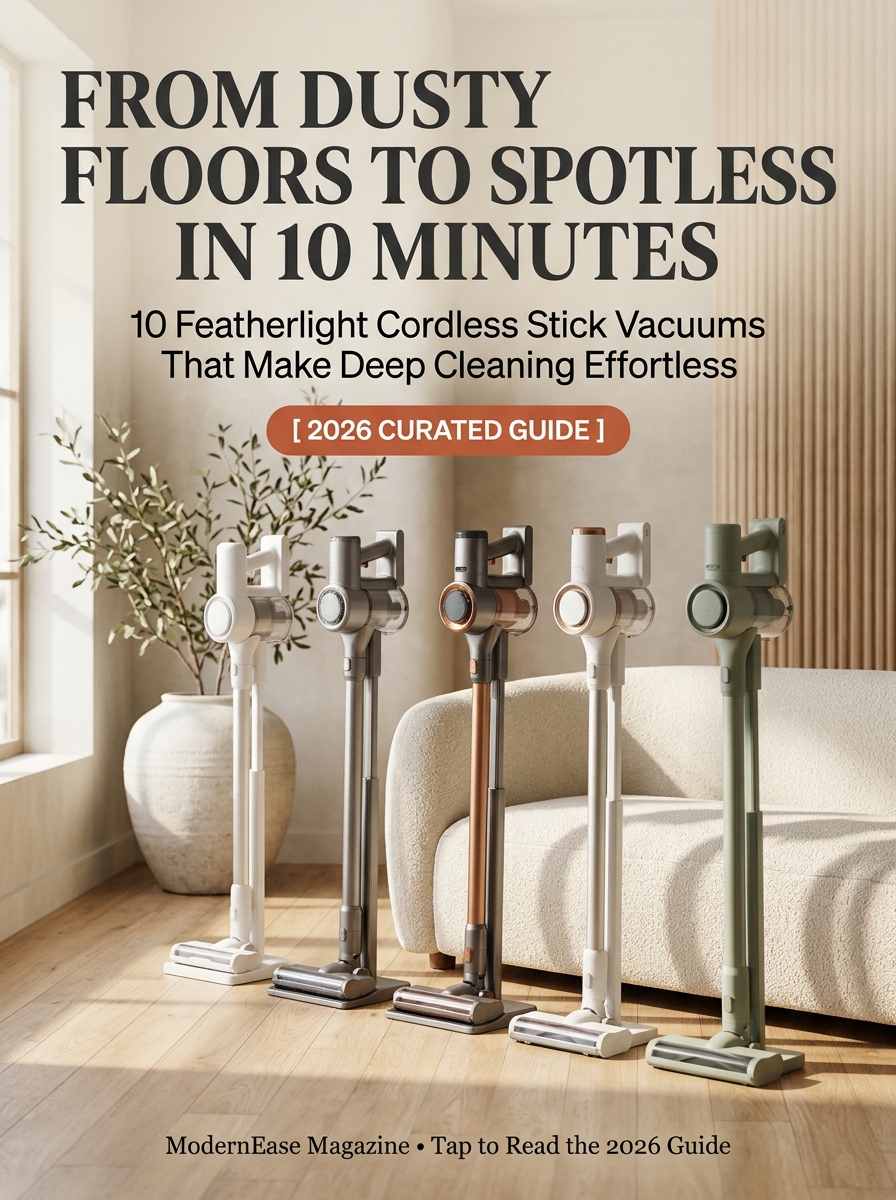 FROM DUSTY
FLOORS TO SPOTLESS
IN 10 MINUTES
10 Featherlight Cordless Stick Vacuums
That Make Deep Cleaning Effortless
[ 2026 CURATED GUIDE ]
ModernEase Magazine • Tap to Read the 2026 Guide